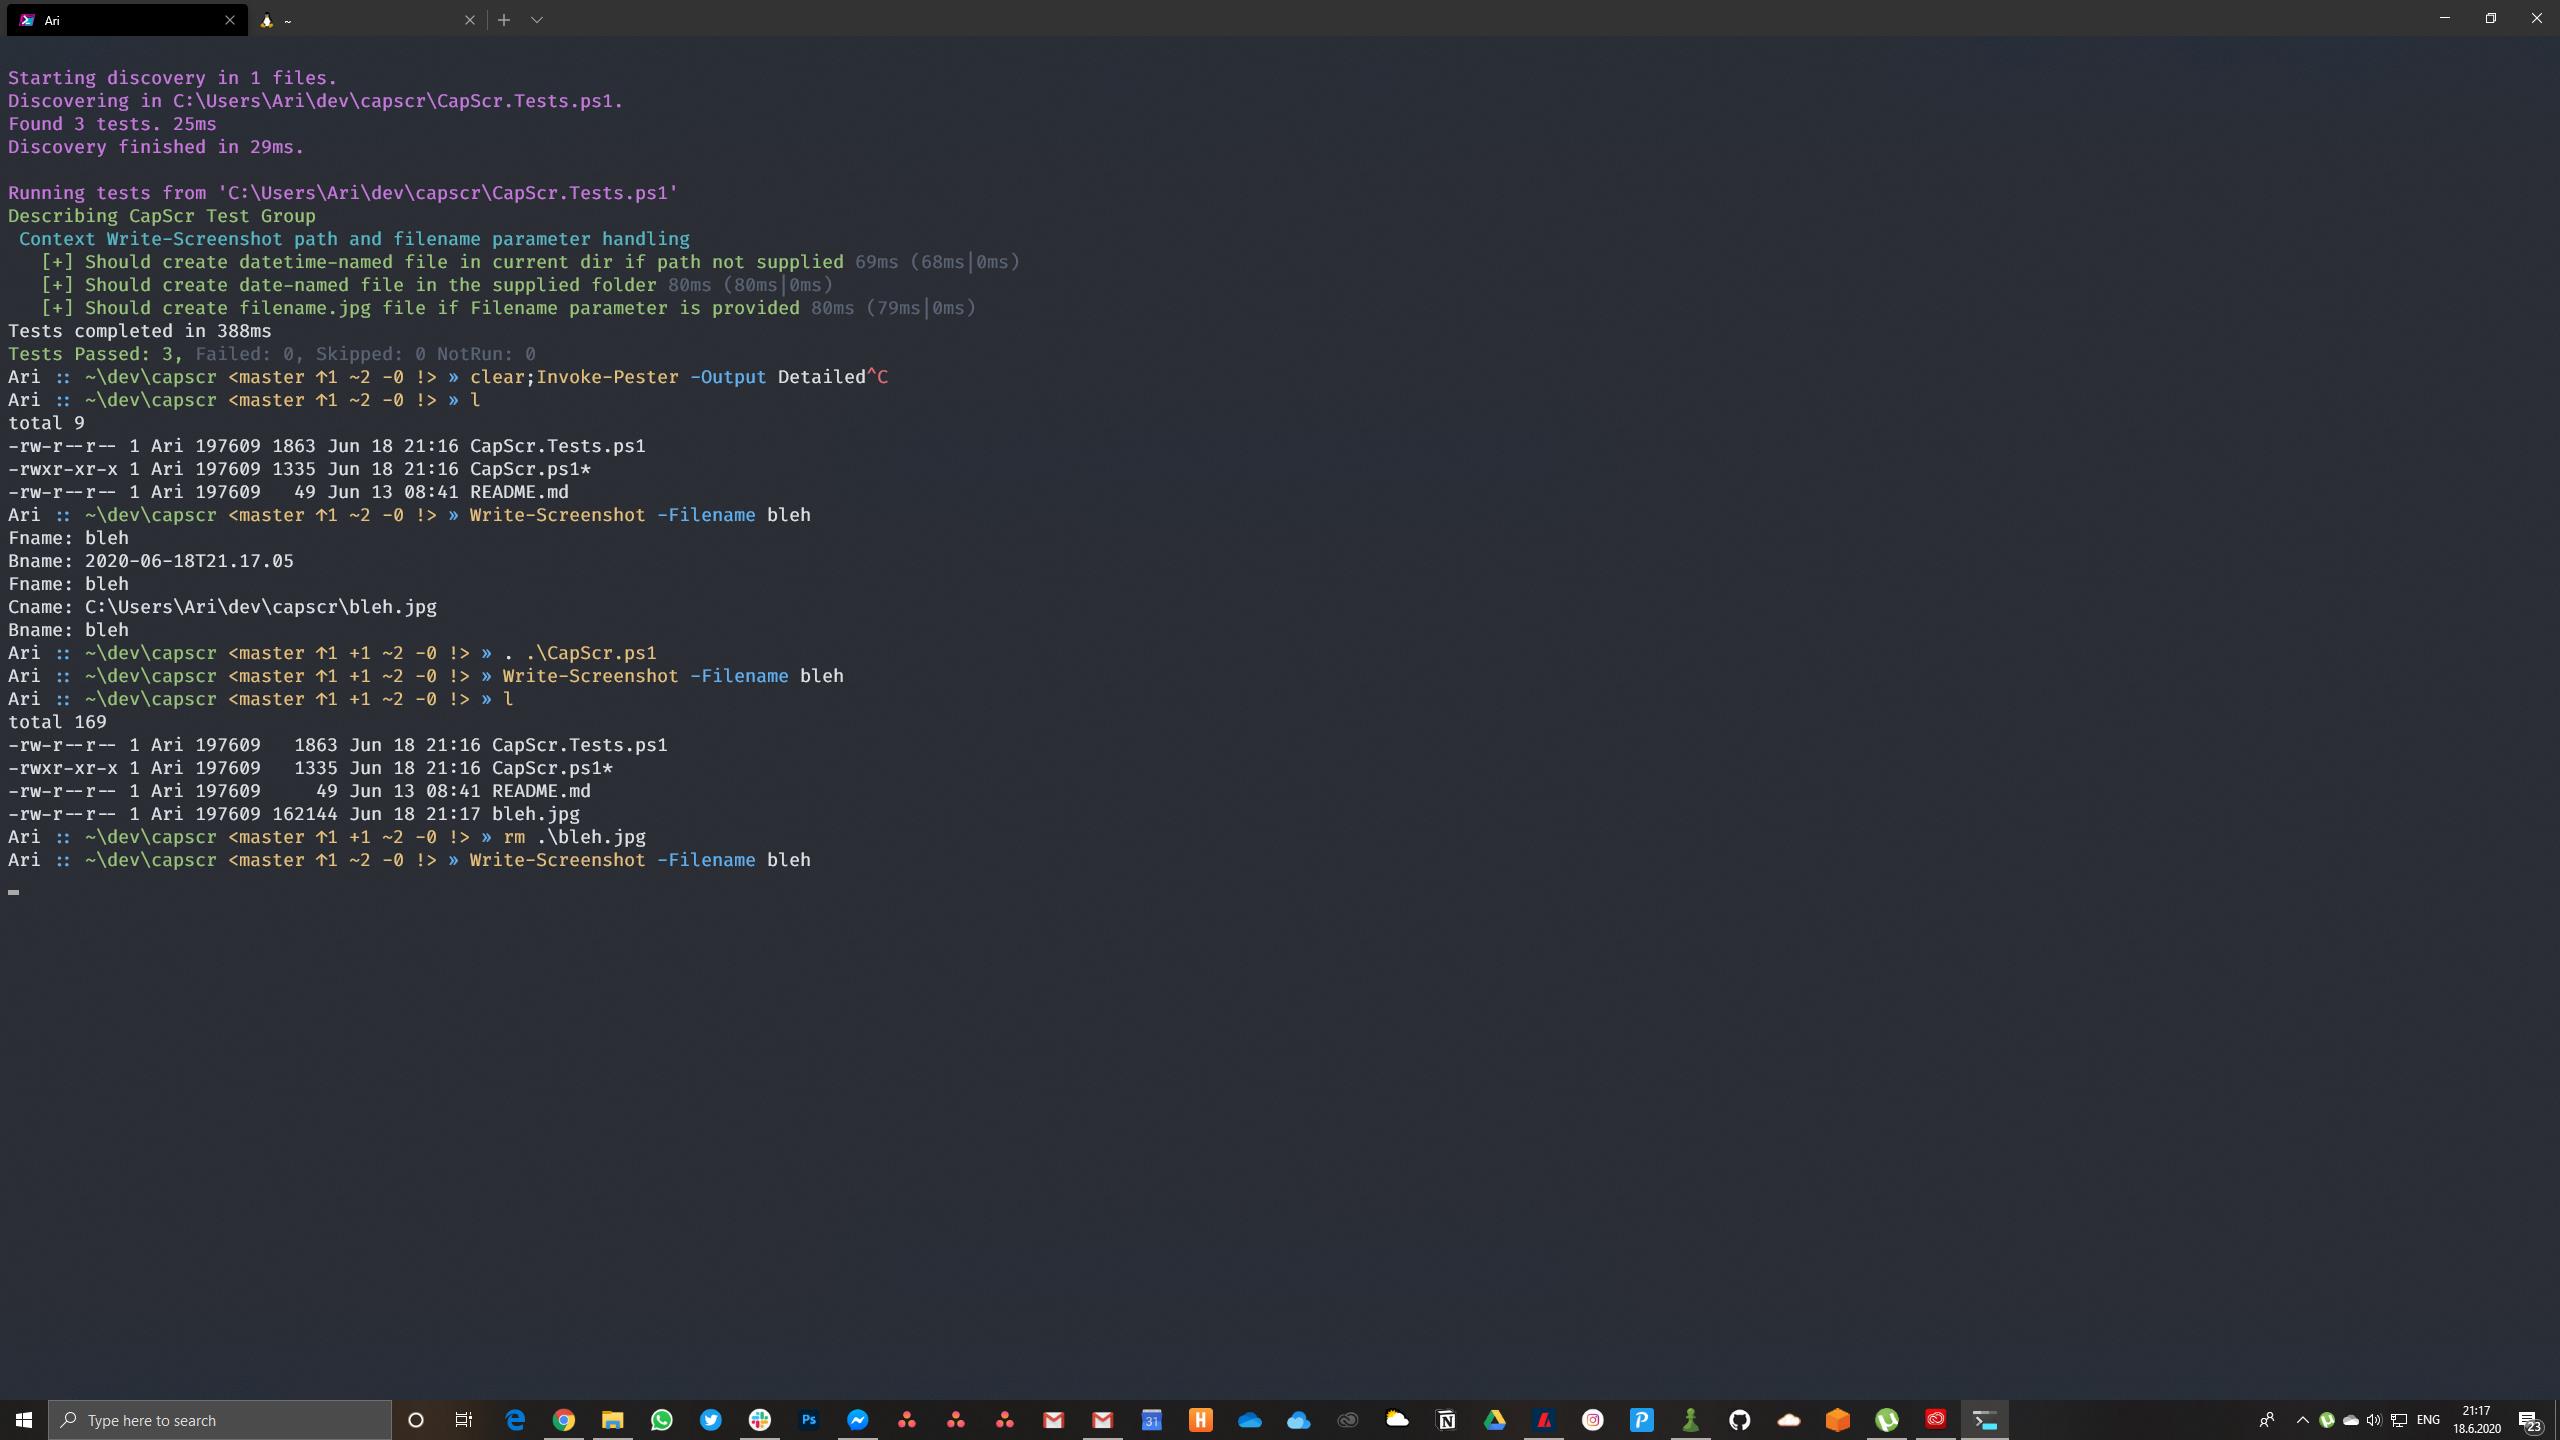 Ari
~
Starting discovery in 1 files.
Discovering in C:\Users\Ari\dev\capscr\CapScr.Tests.ps1.
Found 3 tests. 25ms
Discovery finished in 29ms.
Running tests from 'C:\Users\Ari\dev\capscr\CapScr.Tests.ps1'
Describing CapScr Test Group
 Context Write-Screenshot path and filename parameter handling
   [+] Should create datetime-named file in current dir if path not supplied 69ms (68ms|0ms)
   [+] Should create date-named file in the supplied folder 80ms (80ms|0ms)
   [+] Should create filename.jpg file if Filename parameter is provided 80ms (79ms|0ms)
Tests completed in 388ms
Tests Passed: 3, Failed: 0, Skipped: 0 NotRun: 0
Ari :: ~\dev\capscr <master ↑1 ~2 -0 !> » clear;Invoke-Pester -Output Detailed^C
Ari :: ~\dev\capscr <master ↑1 ~2 -0 !> » l
total 9
-rw-r--r-- 1 Ari 197609 1863 Jun 18 21:16 CapScr.Tests.ps1
-rwxr-xr-x 1 Ari 197609 1335 Jun 18 21:16 CapScr.ps1*
-rw-r--r-- 1 Ari 197609   49 Jun 13 08:41 README.md
Ari :: ~\dev\capscr <master ↑1 ~2 -0 !> » Write-Screenshot -Filename bleh
Fname: bleh
Bname: 2020-06-18T21.17.05
Fname: bleh
Cname: C:\Users\Ari\dev\capscr\bleh.jpg
Bname: bleh
Ari :: ~\dev\capscr <master ↑1 +1 ~2 -0 !> » . .\CapScr.ps1
Ari :: ~\dev\capscr <master ↑1 +1 ~2 -0 !> » Write-Screenshot -Filename bleh
Ari :: ~\dev\capscr <master ↑1 +1 ~2 -0 !> » l
total 169
-rw-r--r-- 1 Ari 197609   1863 Jun 18 21:16 CapScr.Tests.ps1
-rwxr-xr-x 1 Ari 197609   1335 Jun 18 21:16 CapScr.ps1*
-rw-r--r-- 1 Ari 197609     49 Jun 13 08:41 README.md
-rw-r--r-- 1 Ari 197609 162144 Jun 18 21:17 bleh.jpg
Ari :: ~\dev\capscr <master ↑1 +1 ~2 -0 !> » rm .\bleh.jpg
Ari :: ~\dev\capscr <master ↑1 ~2 -0 !> » Write-Screenshot -Filename bleh
Type here to search
Ps
31
H
N
P
ENG
21:17
18.6.2020
23